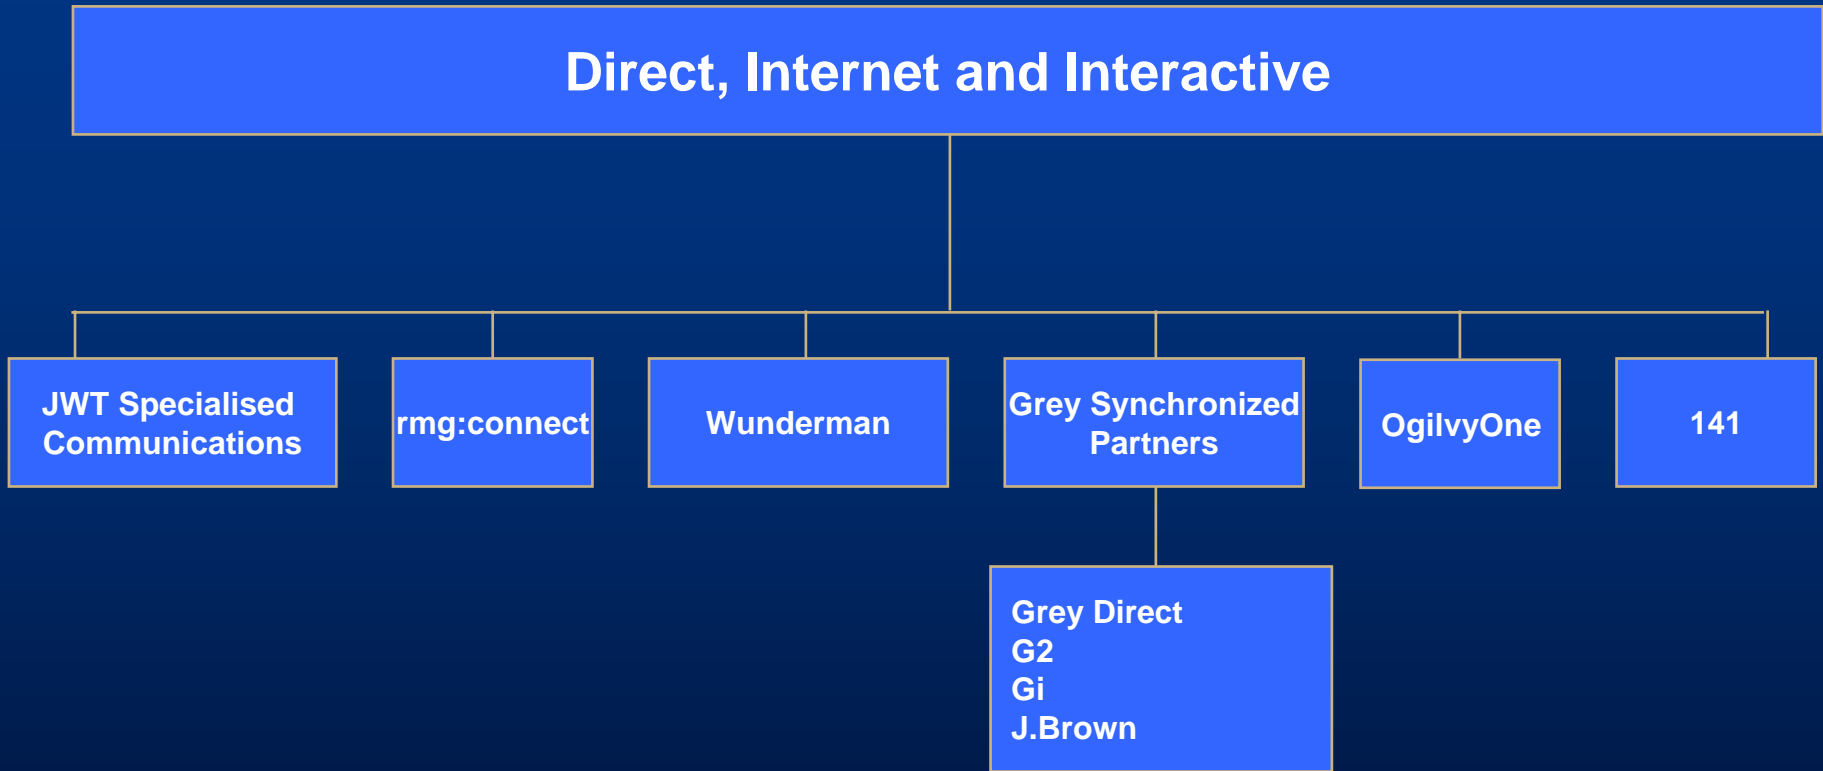 Direct, Internet and Interactive
JWT Specialised
Communications
rmg:connect
Wunderman
Grey Synchronized
Partners
OgilvyOne
141
Grey Direct
G2
Gi
J.Brown